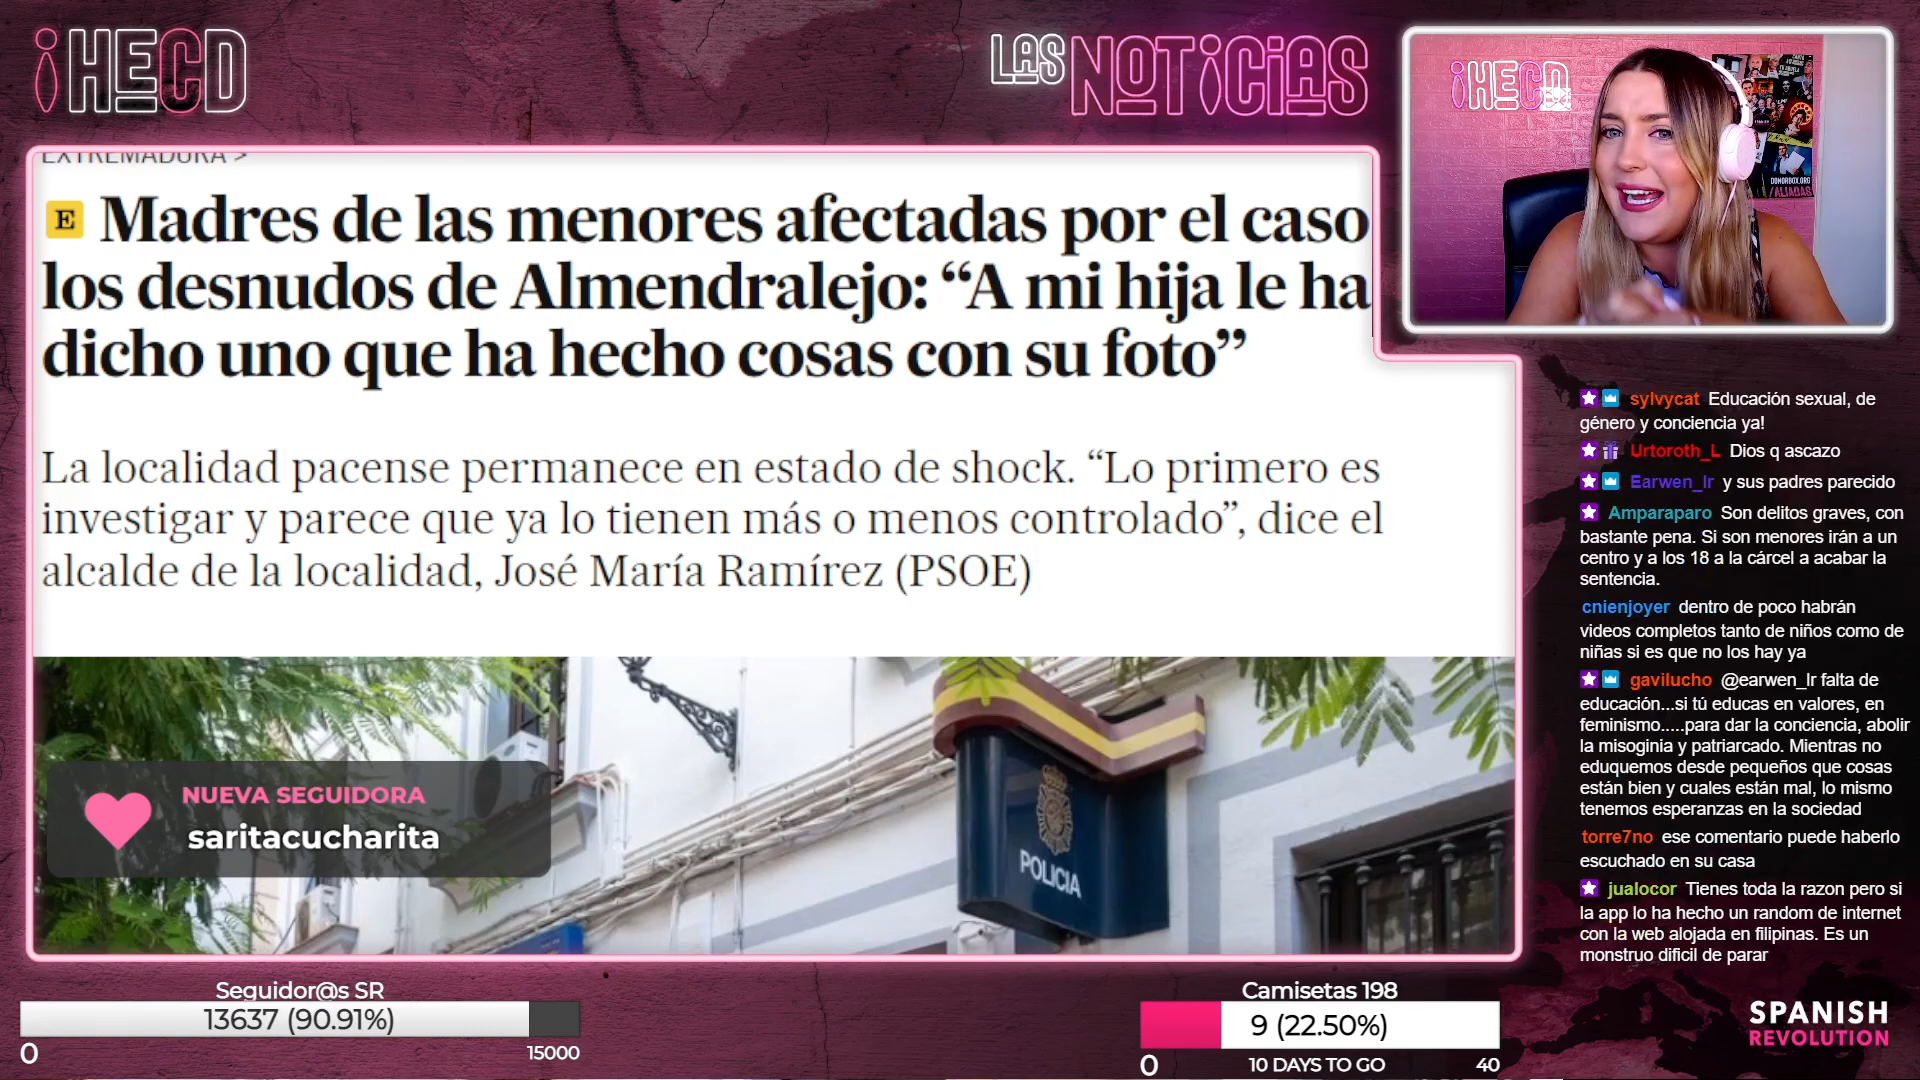 ¡HECD
LAS NOTICIAS
¡HECD
DONORBOX.ORG
/ALIADAS
EXTREMADURA >
E Madres de las menores afectadas por el caso
los desnudos de Almendralejo: “A mi hija le ha
dicho uno que ha hecho cosas con su foto”
La localidad pacense permanece en estado de shock. “Lo primero es
investigar y parece que ya lo tienen más o menos controlado”, dice el
alcalde de la localidad, José María Ramírez (PSOE)
POLICIA
NUEVA SEGUIDORA
saritacucharita
sylvycat Educación sexual, de
género y conciencia ya!
Urtoroth_L Dios q ascazo
Earwen_lr y sus padres parecido
Amparaparo Son delitos graves, con
bastante pena. Si son menores irán a un
centro y a los 18 a la cárcel a acabar la
sentencia.
cnienjoyer dentro de poco habrán
videos completos tanto de niños como de
niñas si es que no los hay ya
gavilucho @earwen_lr falta de
educación...si tú educas en valores, en
feminismo.....para dar la conciencia, abolir
la misoginia y patriarcado. Mientras no
eduquemos desde pequeños que cosas
están bien y cuales están mal, lo mismo
tenemos esperanzas en la sociedad
torre7no ese comentario puede haberlo
escuchado en su casa
jualocor Tienes toda la razon pero si
la app lo ha hecho un random de internet
con la web alojada en filipinas. Es un
monstruo dificil de parar
Seguidor@s SR
13637 (90.91%)
0 15000
Camisetas 198
9 (22.50%)
0 10 DAYS TO GO 40
SPANISH
REVOLUTION